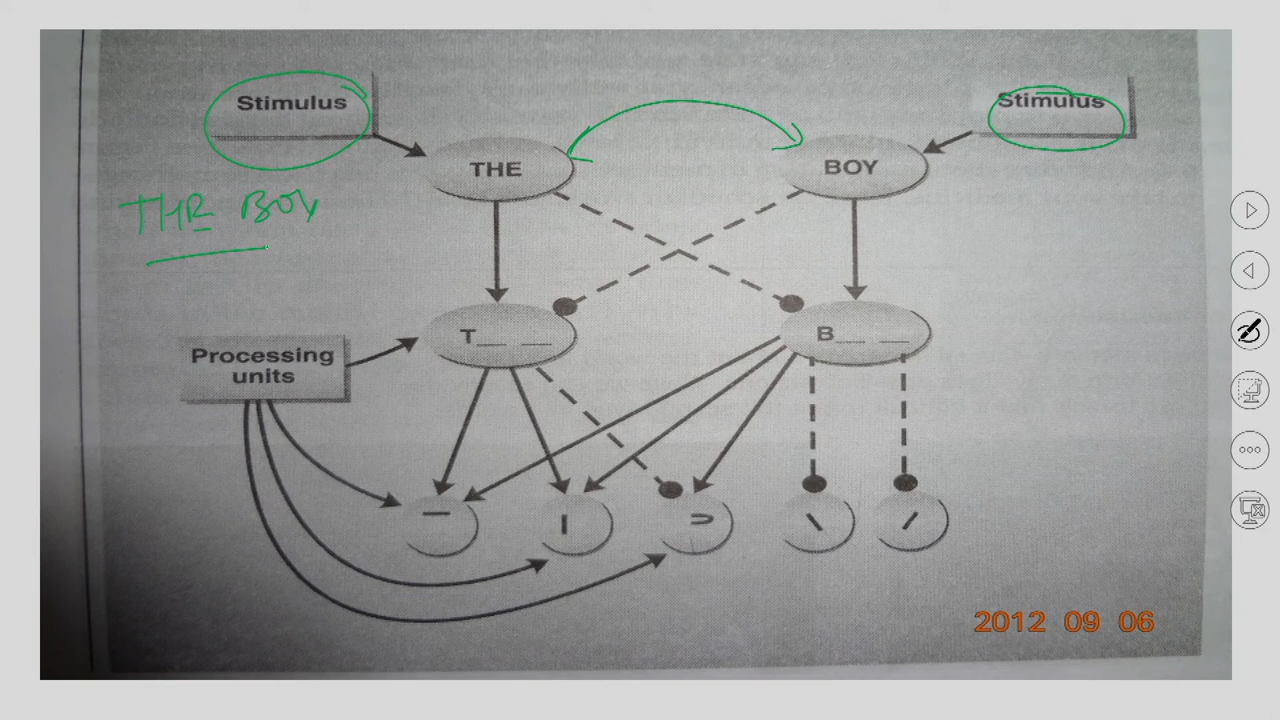 Stimulus
Stimulus
THE
BOY
THE BOY
T__ __
B__ __
Processing
units
2012 09 06